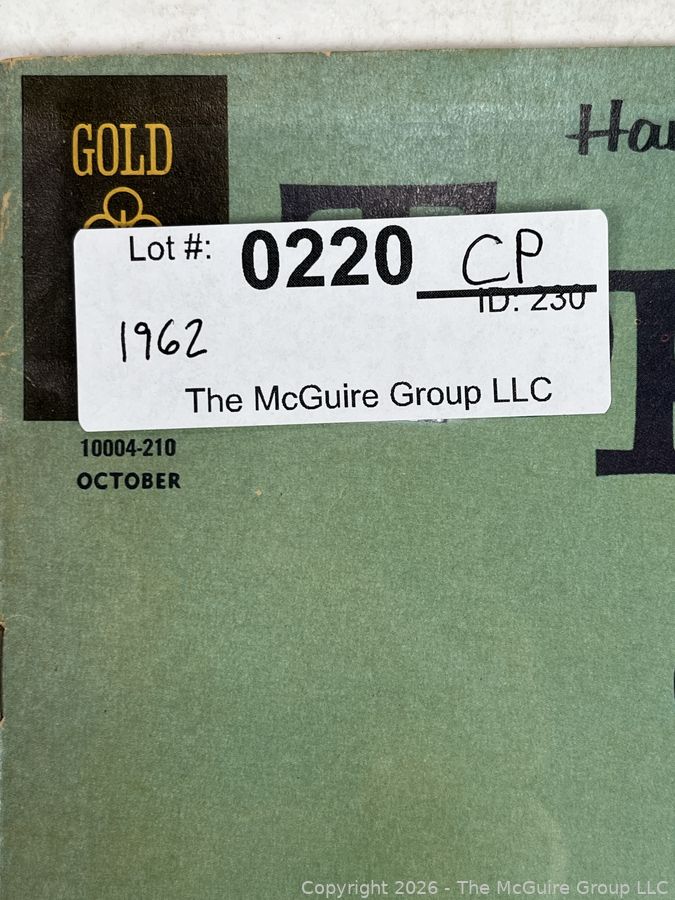 GOLD
Ha
T
Lot #: 0220 CP
ID: 230
1962
The McGuire Group LLC
10004-210
OCTOBER
Copyright 2026 - The McGuire Group LLC